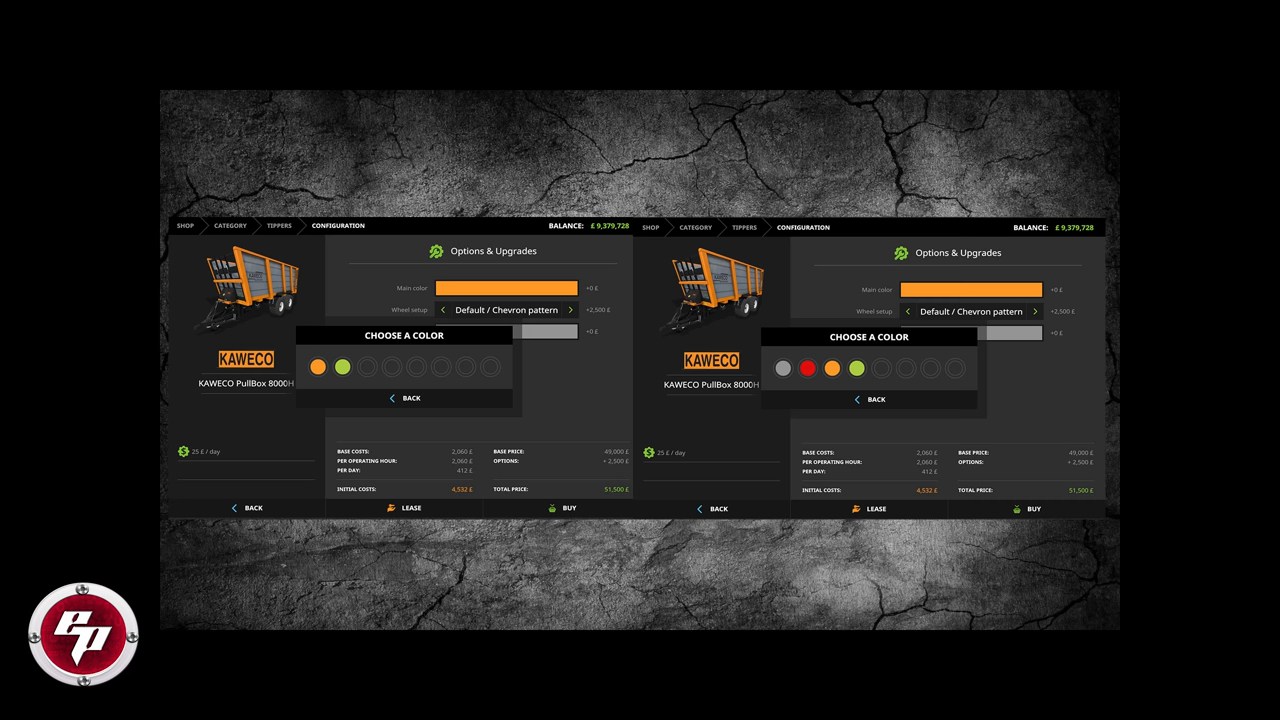 SHOP CATEGORY TIPPERS CONFIGURATION BALANCE: £ 9,379,728
Options & Upgrades
Main color +0 £
Wheel setup Default / Chevron pattern +2,500 £
+0 £
CHOOSE A COLOR
BACK
KAWECO
KAWECO PullBox 8000H
25 £ / day
BASE COSTS: 2,060 £ BASE PRICE: 49,000 £
PER OPERATING HOUR: 2,060 £ OPTIONS: + 2,500 £
PER DAY: 412 £
INITIAL COSTS: 4,532 £ TOTAL PRICE: 51,500 £
BACK LEASE BUY
SHOP CATEGORY TIPPERS CONFIGURATION BALANCE: £ 9,379,728
Options & Upgrades
Main color +0 £
Wheel setup Default / Chevron pattern +2,500 £
+0 £
CHOOSE A COLOR
BACK
KAWECO
KAWECO PullBox 8000H
25 £ / day
BASE COSTS: 2,060 £ BASE PRICE: 49,000 £
PER OPERATING HOUR: 2,060 £ OPTIONS: + 2,500 £
PER DAY: 412 £
INITIAL COSTS: 4,532 £ TOTAL PRICE: 51,500 £
BACK LEASE BUY
ep